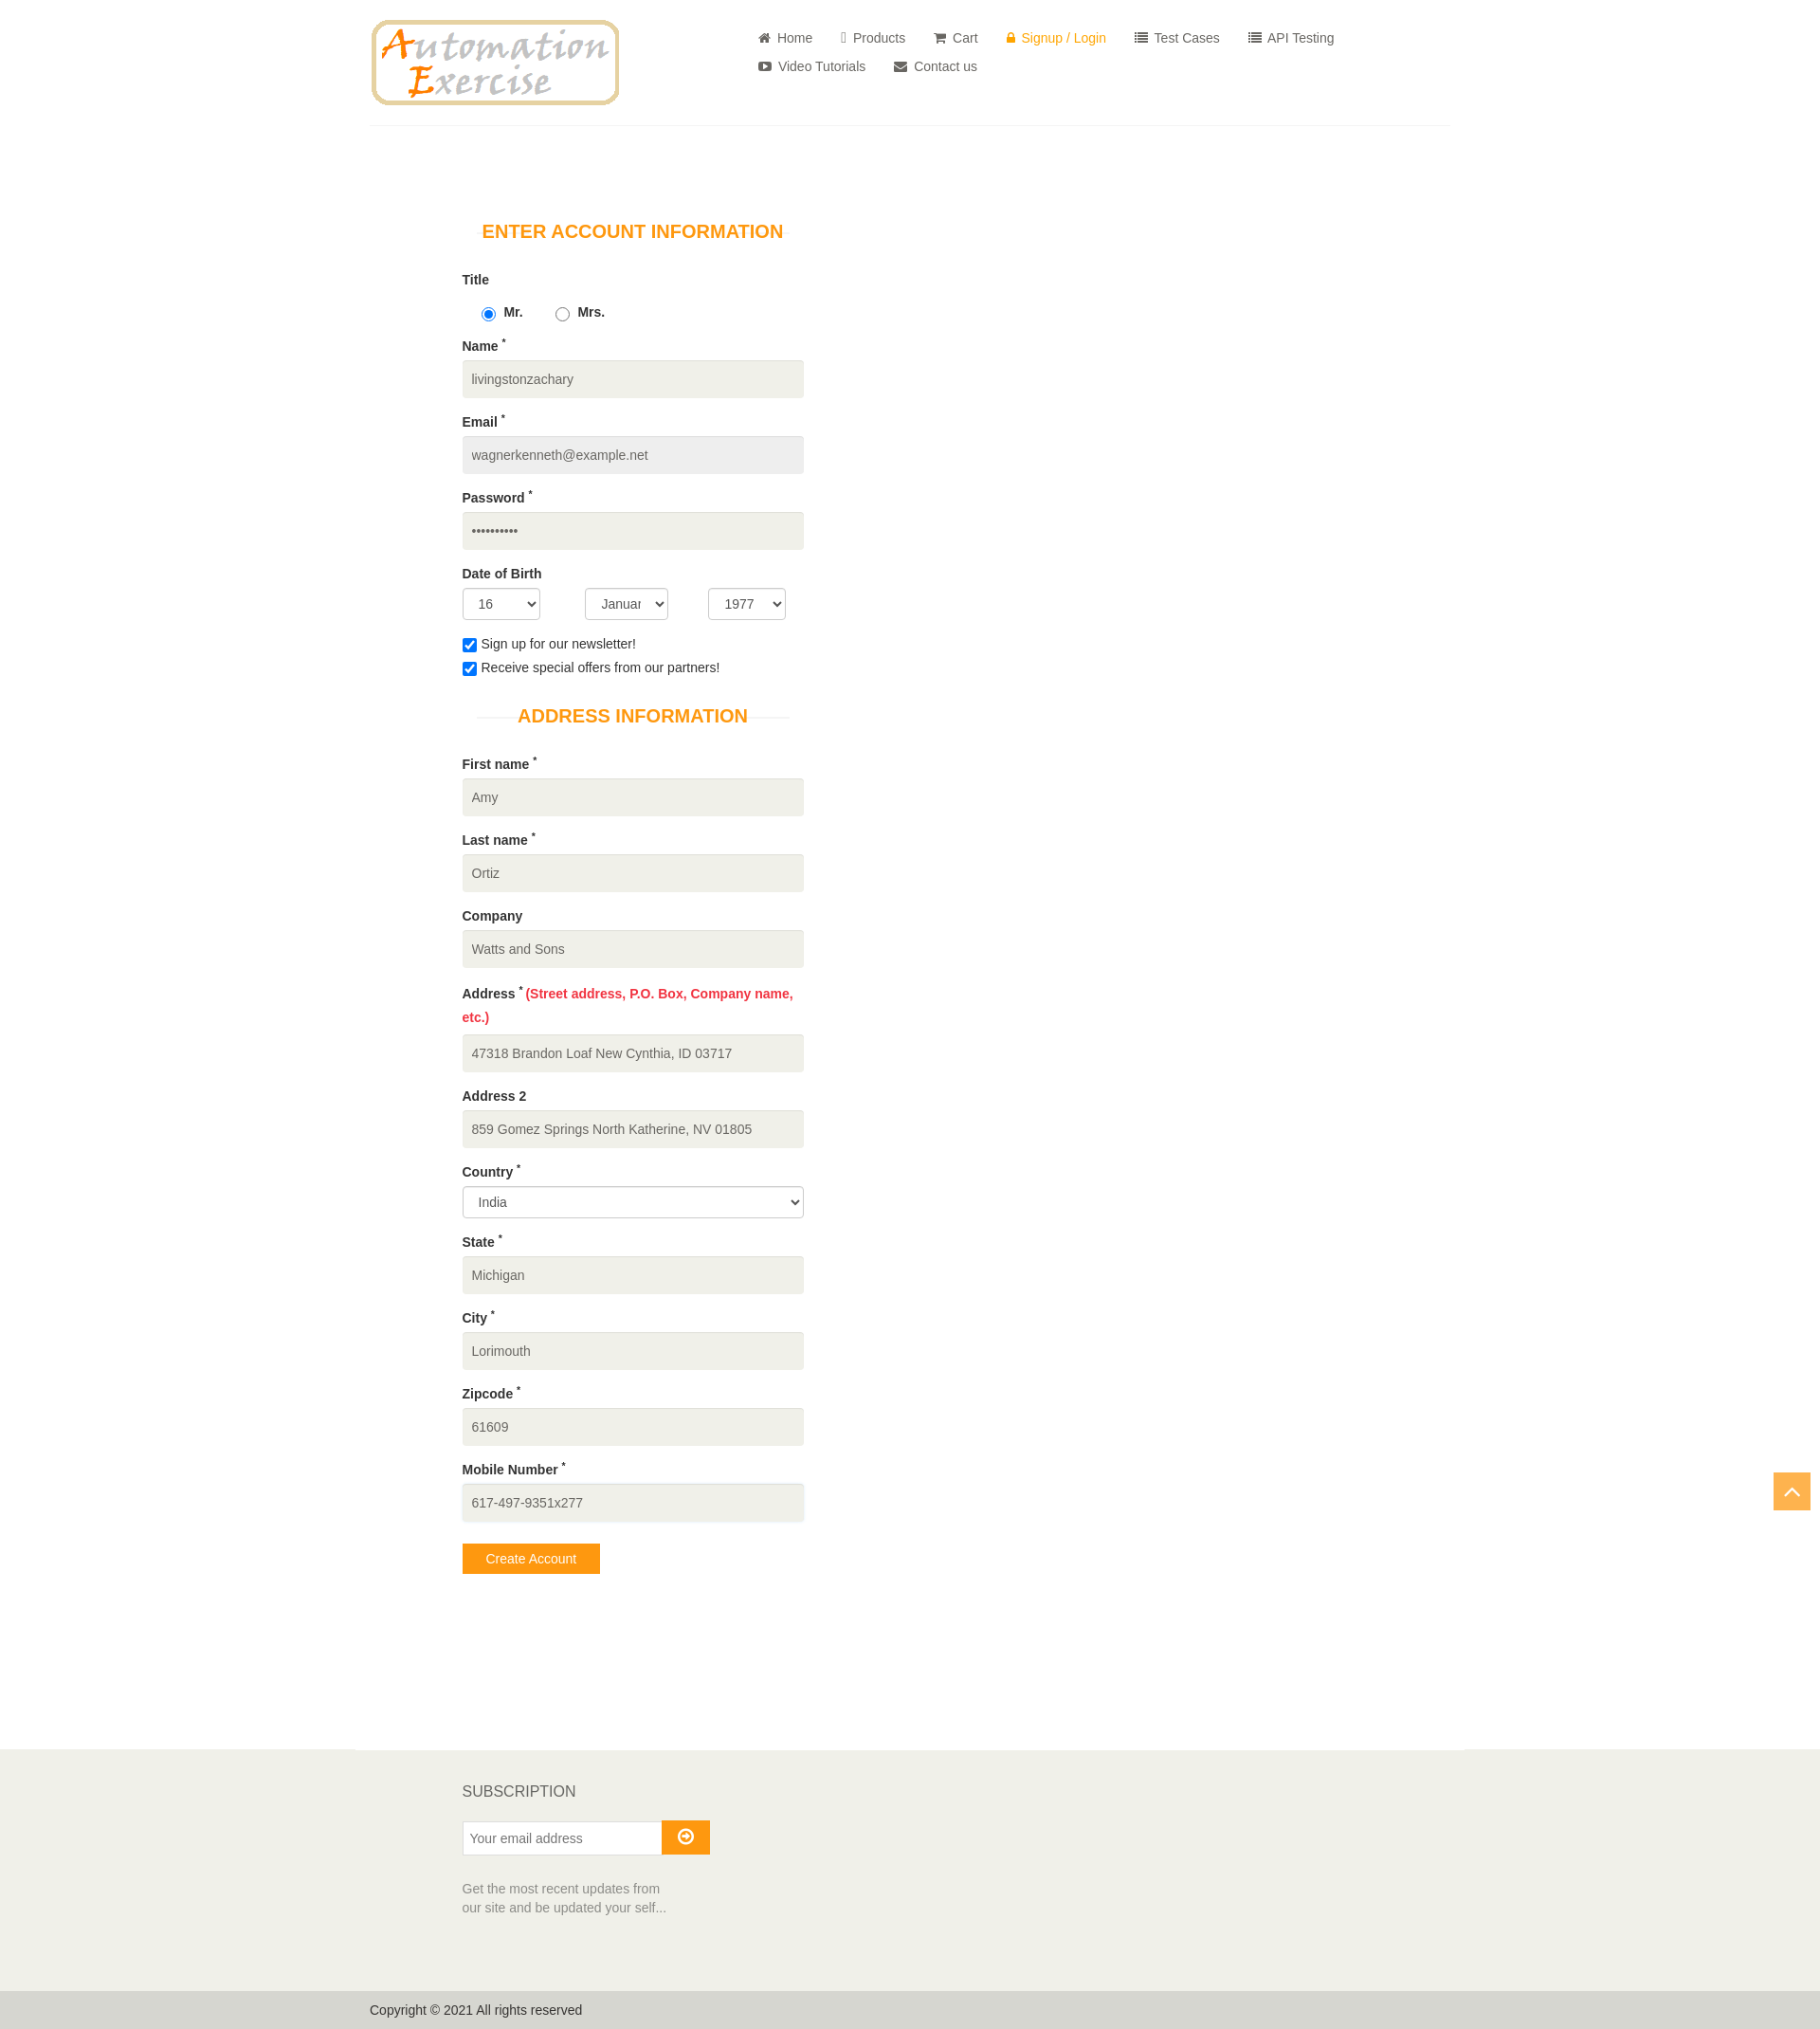 Automation
Exercise
Home Products Cart Signup / Login Test Cases API Testing
Video Tutorials Contact us
ENTER ACCOUNT INFORMATION
Title
Mr. Mrs.
Name *
livingstonzachary
Email *
wagnerkenneth@example.net
Password *
••••••••••
Date of Birth
16 Januar 1977
Sign up for our newsletter!
Receive special offers from our partners!
ADDRESS INFORMATION
First name *
Amy
Last name *
Ortiz
Company
Watts and Sons
Address * (Street address, P.O. Box, Company name,
etc.)
47318 Brandon Loaf New Cynthia, ID 03717
Address 2
859 Gomez Springs North Katherine, NV 01805
Country *
India
State *
Michigan
City *
Lorimouth
Zipcode *
61609
Mobile Number *
617-497-9351x277
Create Account
SUBSCRIPTION
Your email address
Get the most recent updates from
our site and be updated your self...
Copyright © 2021 All rights reserved